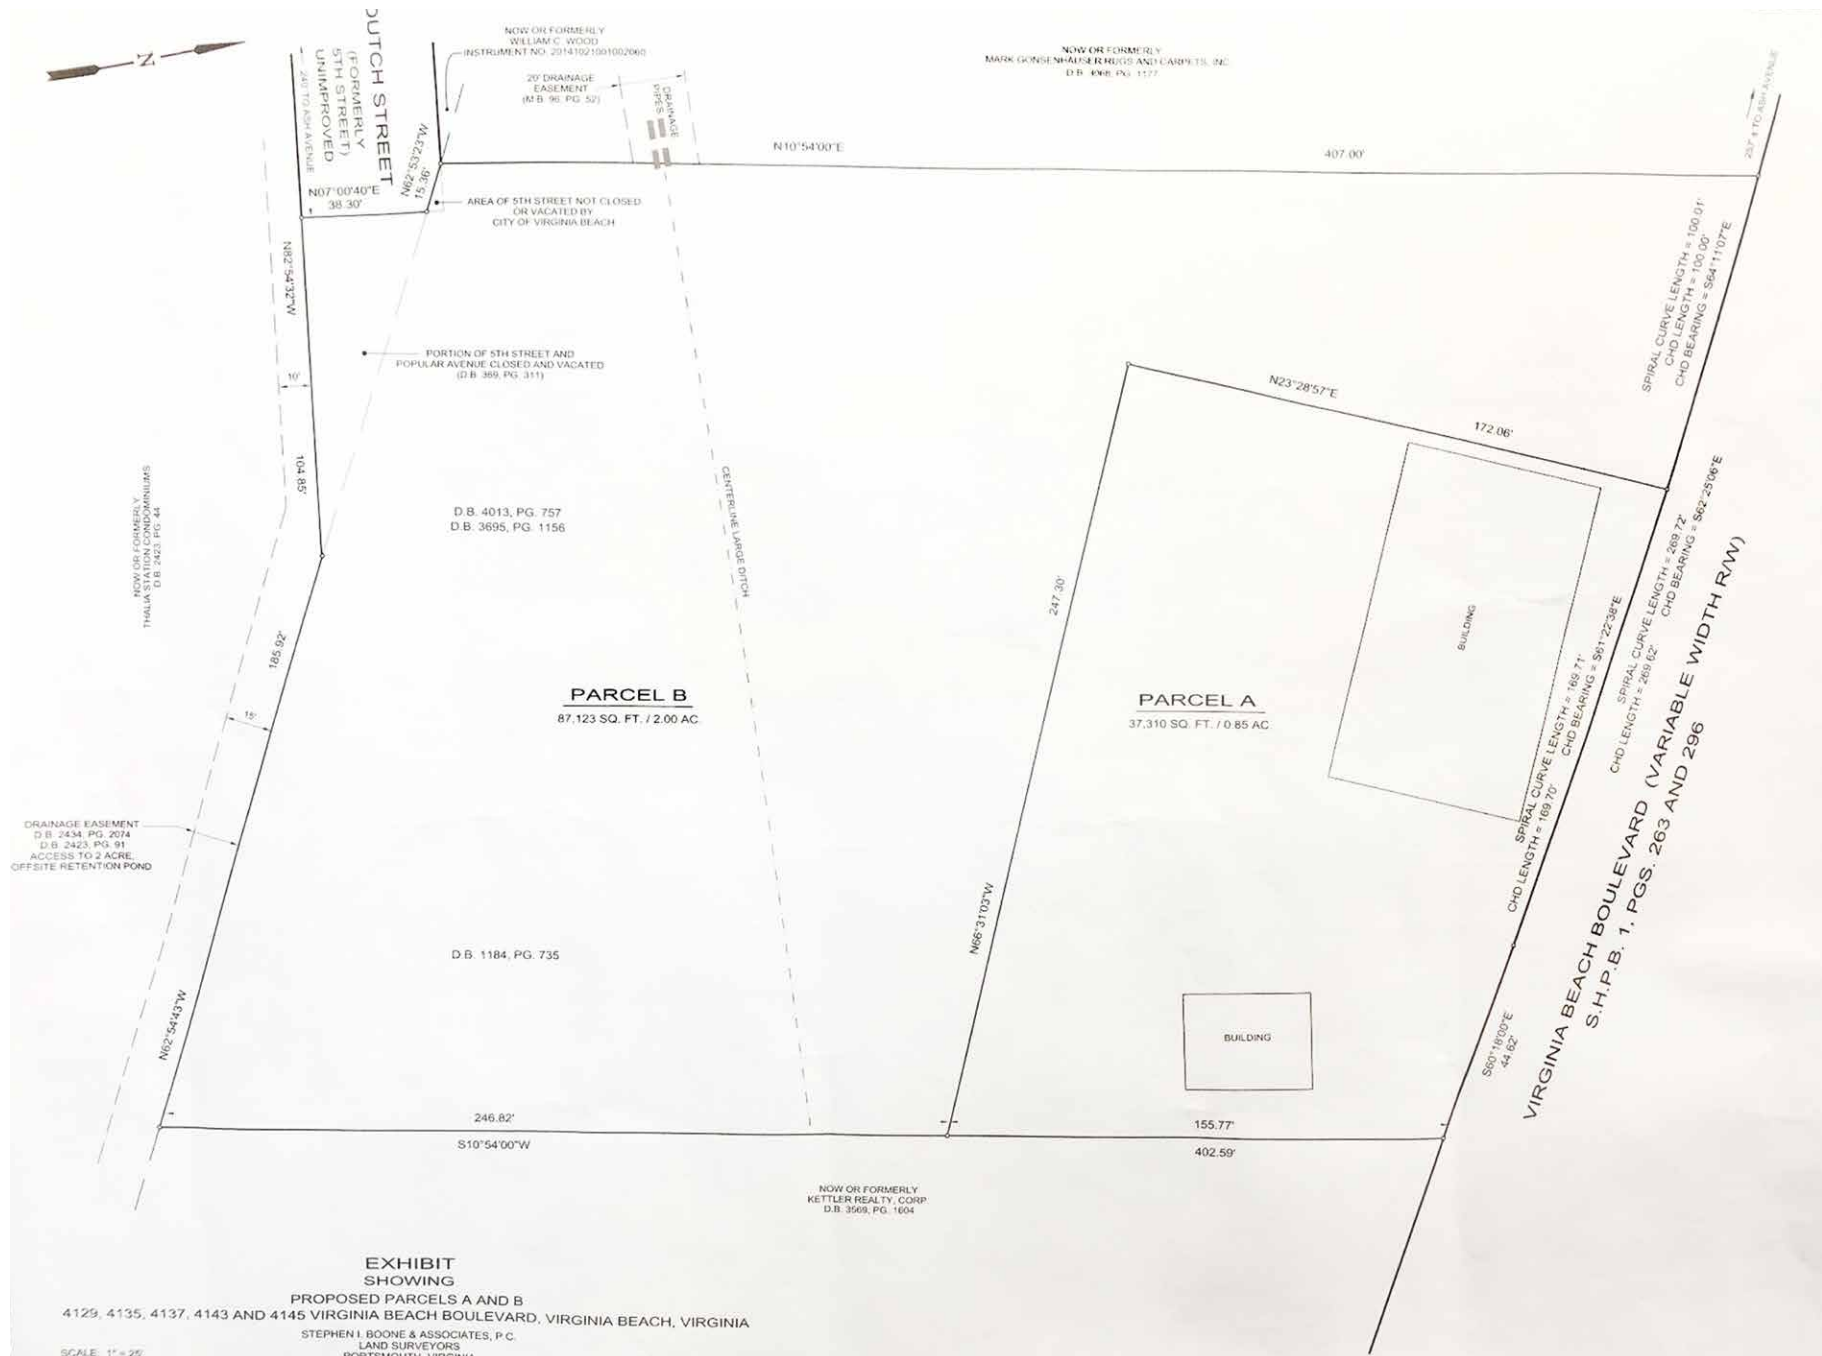 N
DUTCH STREET
(FORMERLY
5TH STREET)
UNIMPROVED
240' TO ASH AVENUE
NOW OR FORMERLY
WILLIAM C. WOOD
INSTRUMENT NO. 20141021001002060
20' DRAINAGE
EASEMENT
(M.B. 96, PG. 52)
DRAINAGE
PIPES
NOW OR FORMERLY
MARK GONSENHAUSER RUGS AND CARPETS, INC.
D.B. 4068, PG. 1177
257.4' TO ASH AVENUE
N10°54'00"E
407.00'
N62°53'23"W
15.36'
N07°00'40"E
38.30'
AREA OF 5TH STREET NOT CLOSED
OR VACATED BY
CITY OF VIRGINIA BEACH
N82°54'32"W
104.85'
10'
PORTION OF 5TH STREET AND
POPULAR AVENUE CLOSED AND VACATED
(D.B. 369, PG. 311)
SPIRAL CURVE LENGTH = 100.01'
CHD LENGTH = 100.00'
CHD BEARING = S64°11'07"E
N23°28'57"E
172.06'
NOW OR FORMERLY
THALIA STATION CONDOMINIUMS
D.B. 2423, PG. 44
D.B. 4013, PG. 757
D.B. 3695, PG. 1156
CENTERLINE LARGE DITCH
247.30'
N66°31'03"W
BUILDING
SPIRAL CURVE LENGTH = 269.72'
CHD LENGTH = 269.62'
CHD BEARING = S62°25'06"E
SPIRAL CURVE LENGTH = 169.71'
CHD LENGTH = 169.70'
CHD BEARING = S61°22'38"E
VIRGINIA BEACH BOULEVARD (VARIABLE WIDTH R/W)
S.H.P.B. 1, PGS. 263 AND 296
185.92'
15'
N62°54'43"W
PARCEL B
87,123 SQ. FT. / 2.00 AC.
PARCEL A
37,310 SQ. FT. / 0.85 AC
DRAINAGE EASEMENT
D.B. 2434, PG. 2074
D.B. 2423, PG. 91
ACCESS TO 2 ACRE,
OFFSITE RETENTION POND
D.B. 1184, PG. 735
BUILDING
S60°18'00"E
44.62'
246.82'
S10°54'00"W
155.77'
402.59'
NOW OR FORMERLY
KETTLER REALTY, CORP.
D.B. 3569, PG. 1604
EXHIBIT
SHOWING
PROPOSED PARCELS A AND B
4129, 4135, 4137, 4143 AND 4145 VIRGINIA BEACH BOULEVARD, VIRGINIA BEACH, VIRGINIA
STEPHEN I. BOONE & ASSOCIATES, P.C.
LAND SURVEYORS
PORTSMOUTH, VIRGINIA
SCALE: 1" = 25'